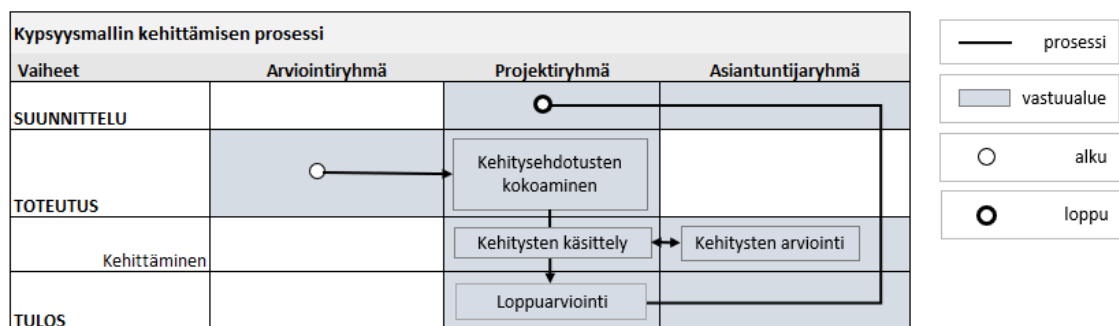 Kypsyysmallin kehittämisen prosessi
Vaiheet Arviointiryhmä Projektiryhmä Asiantuntijaryhmä
SUUNNITTELU
Kehitysehdotusten
kokoaminen
TOTEUTUS
Kehittäminen
Kehitysten käsittely
Kehitysten arviointi
Loppuarviointi
TULOS
prosessi
vastuualue
alku
loppu